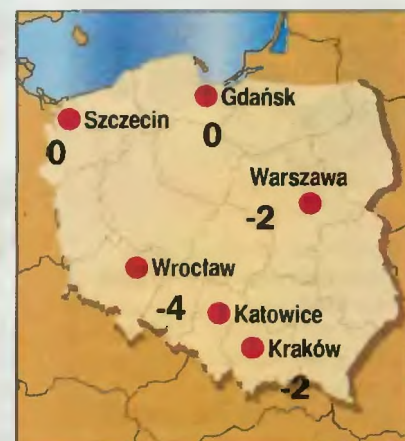 Gdańsk
Szczecin
0
0
Warszawa
-2
Wrocław
-4
Katowice
Kraków
-2